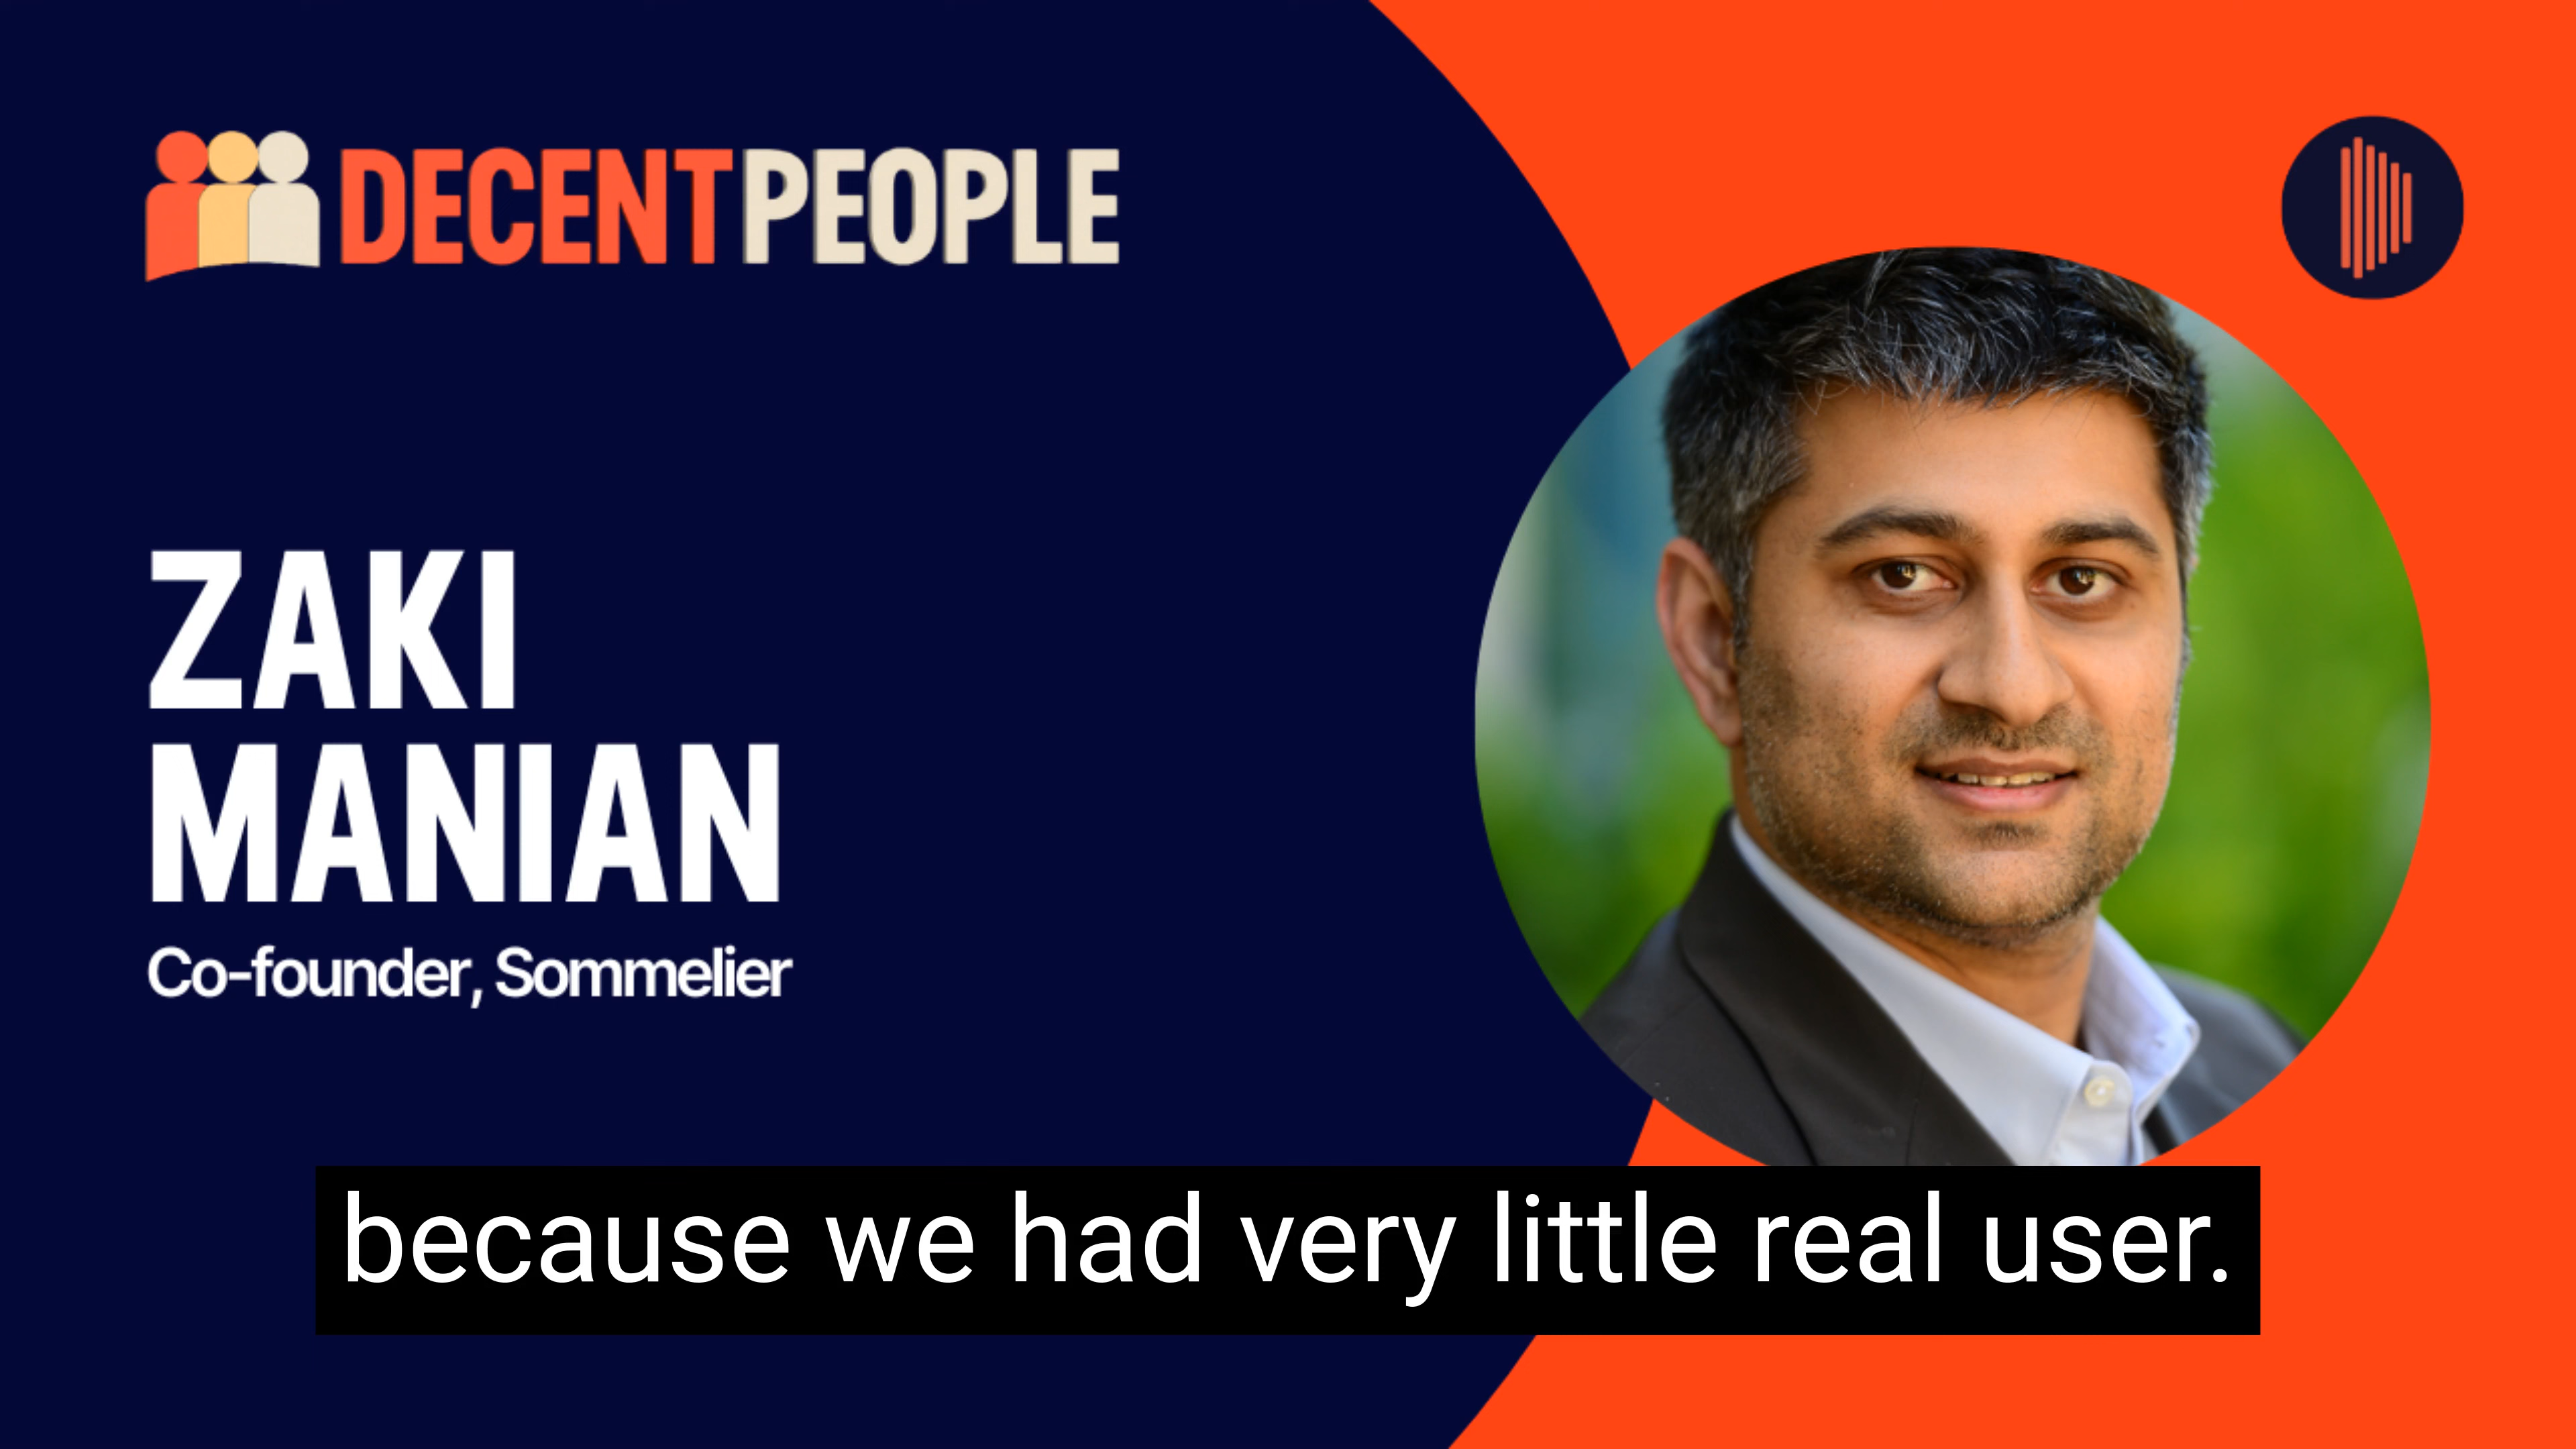 DECENTPEOPLE
ZAKI
MANIAN
Co-founder, Sommelier
because we had very little real user.